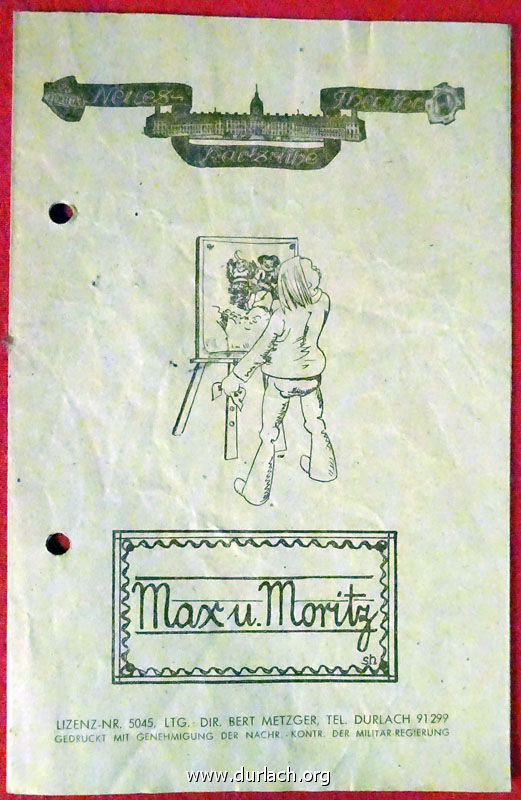 Neues-
Theater
Karlsruhe
Max u. Moritz
sh
LIZENZ-NR. 5045, LTG.: DIR. BERT METZGER, TEL. DURLACH 91299
GEDRUCKT MIT GENEHMIGUNG DER NACHR.-KONTR. DER MILITÄR-REGIERUNG
www.durlach.org